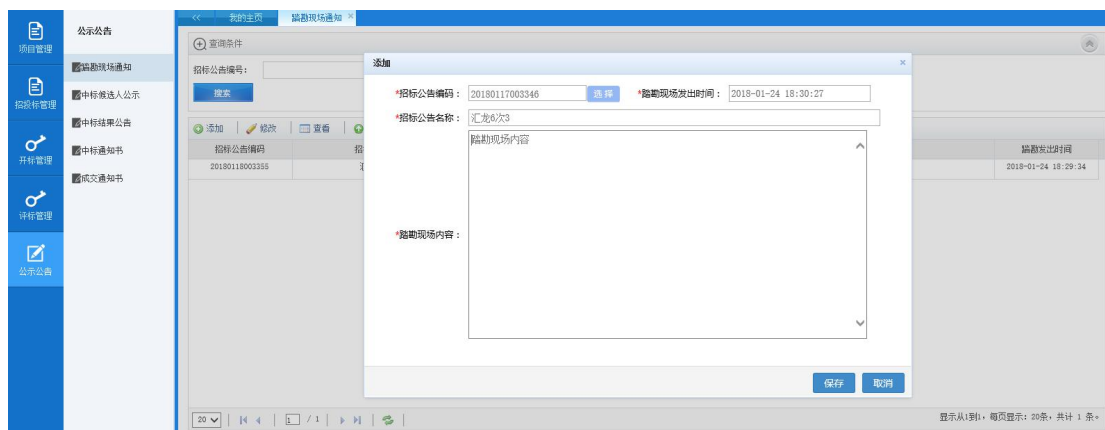 项目管理
招投标管理
开标管理
评标管理
公示公告
公示公告
踏勘现场通知
中标候选人公示
中标结果公告
中标通知书
成交通知书
<< 我的主页 踏勘现场通知 ×
查询条件
招标公告编号：
搜索
添加 修改 查看
招标公告编码 招 踏勘发出时间
20180118003355 2018-01-24 18:29:34
添加 ×
*招标公告编码： 20180117003346 选择 *踏勘现场发出时间： 2018-01-24 18:30:27
*招标公告名称： 汇龙6次3
*踏勘现场内容： 踏勘现场内容
保存 取消
20 1 / 1 显示从1到1，每页显示：20条，共计 1 条。